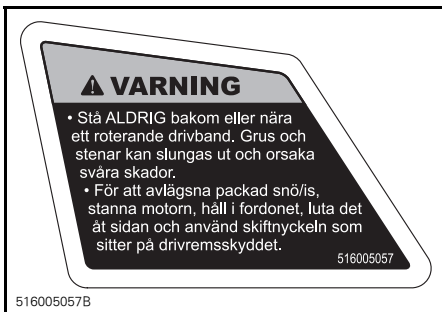 VARNING
• Stå ALDRIG bakom eller nära
ett roterande drivband. Grus och
stenar kan slungas ut och orsaka
svåra skador.
• För att avlägsna packad snö/is,
stanna motorn, håll i fordonet, luta det
åt sidan och använd skiftnyckeln som
sitter på drivremsskyddet.
516005057
516005057B